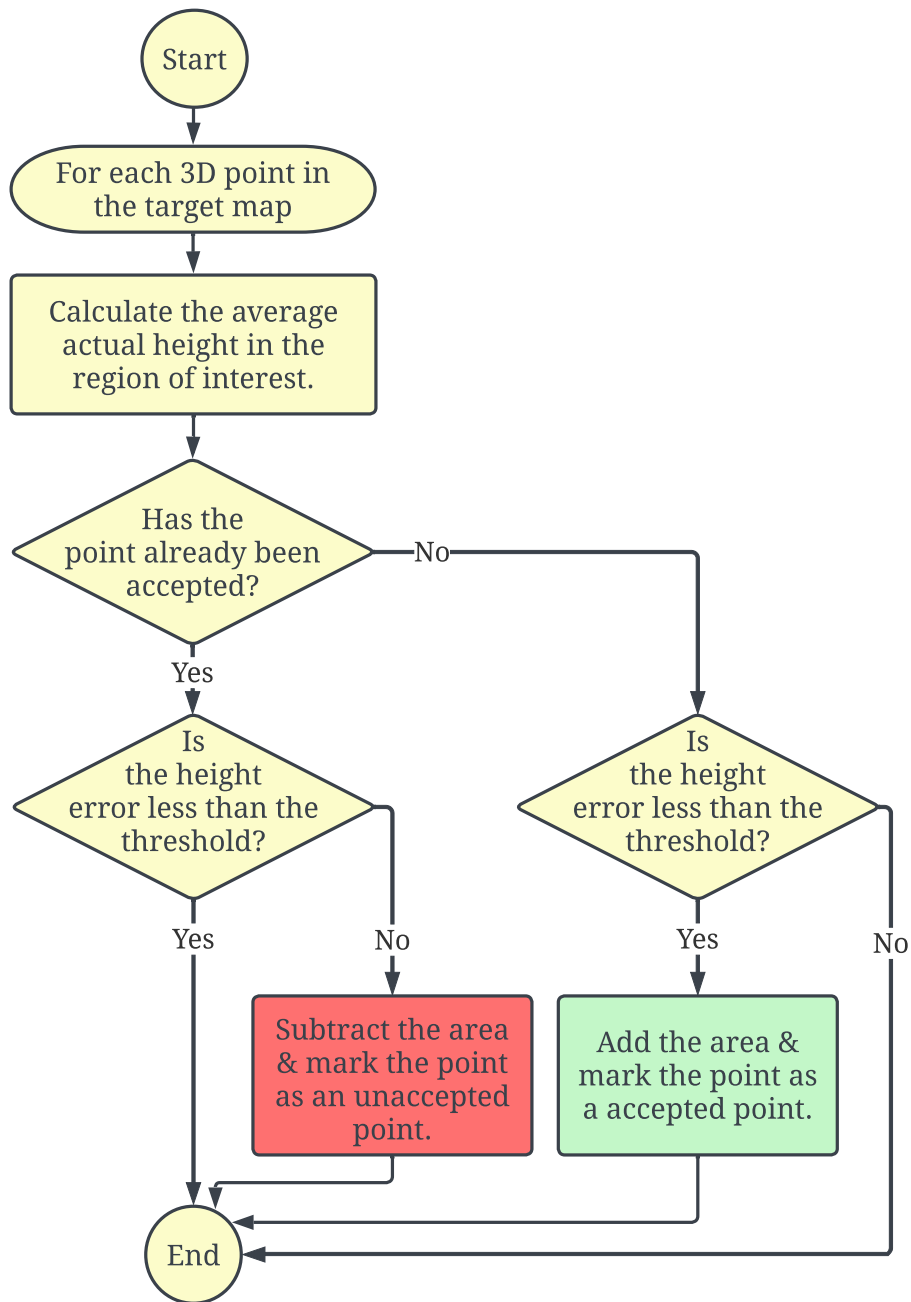 Start
For each 3D point in
the target map
Calculate the average
actual height in the
region of interest.
Has the
point already been
accepted?
No
Yes
Is
the height
error less than the
threshold?
Is
the height
error less than the
threshold?
Yes
No
Yes
No
Subtract the area
& mark the point
as an unaccepted
point.
Add the area &
mark the point as
a accepted point.
End